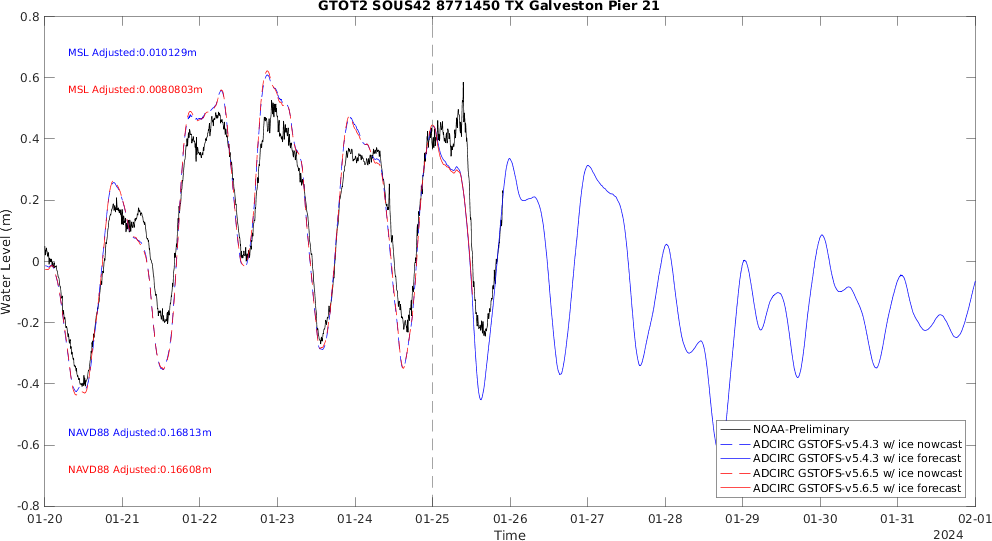 GTOT2 SOUS42 8771450 TX Galveston Pier 21
0.8
0.6
0.4
0.2
0
-0.2
-0.4
-0.6
-0.8
Water Level (m)
MSL Adjusted:0.010129m
MSL Adjusted:0.0080803m
NAVD88 Adjusted:0.16813m
NAVD88 Adjusted:0.16608m
NOAA-Preliminary
ADCIRC GSTOFS-v5.4.3 w/ ice nowcast
ADCIRC GSTOFS-v5.4.3 w/ ice forecast
ADCIRC GSTOFS-v5.6.5 w/ ice nowcast
ADCIRC GSTOFS-v5.6.5 w/ ice forecast
01-20 01-21 01-22 01-23 01-24 01-25 01-26 01-27 01-28 01-29 01-30 01-31 02-01
Time
2024